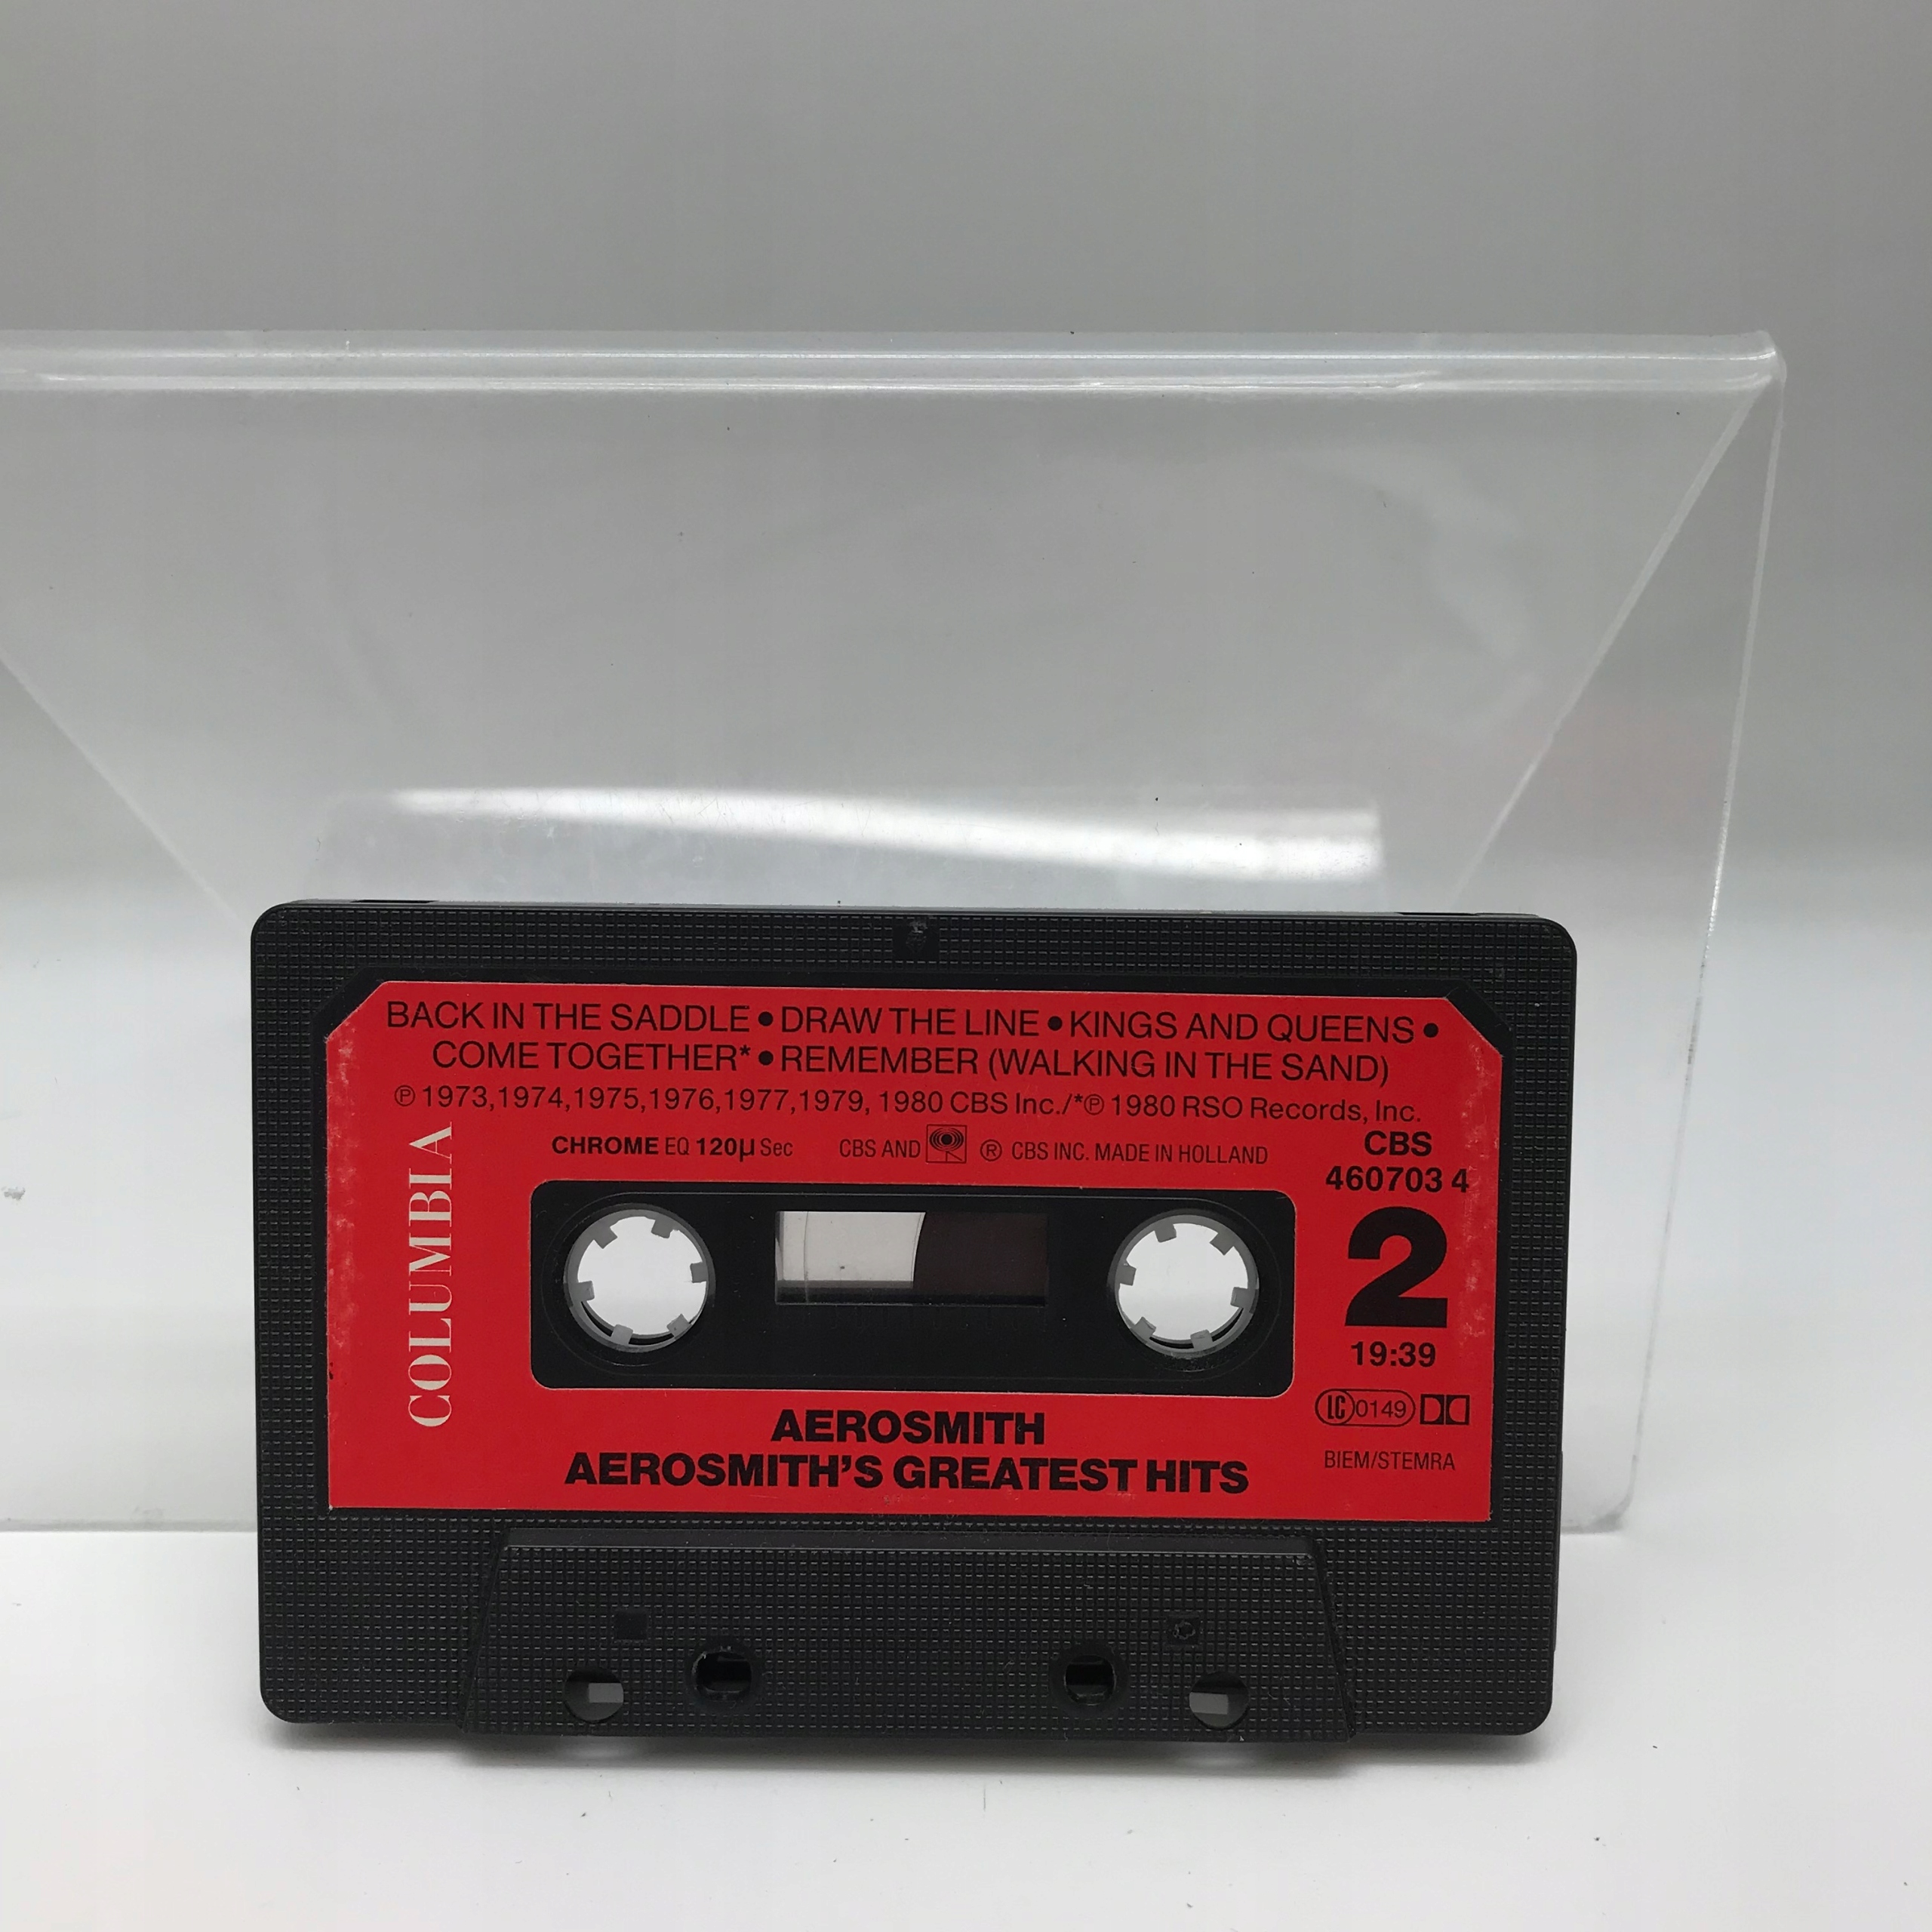 BACK IN THE SADDLE • DRAW THE LINE • KINGS AND QUEENS •
COME TOGETHER* • REMEMBER (WALKING IN THE SAND)
℗ 1973,1974,1975,1976,1977,1979, 1980 CBS Inc./*℗ 1980 RSO Records, Inc.
CHROME EQ 120µ Sec CBS AND ® CBS INC. MADE IN HOLLAND
CBS
460703 4
COLUMBIA
2
19:39
LC 0149
BIEM/STEMRA
AEROSMITH
AEROSMITH'S GREATEST HITS